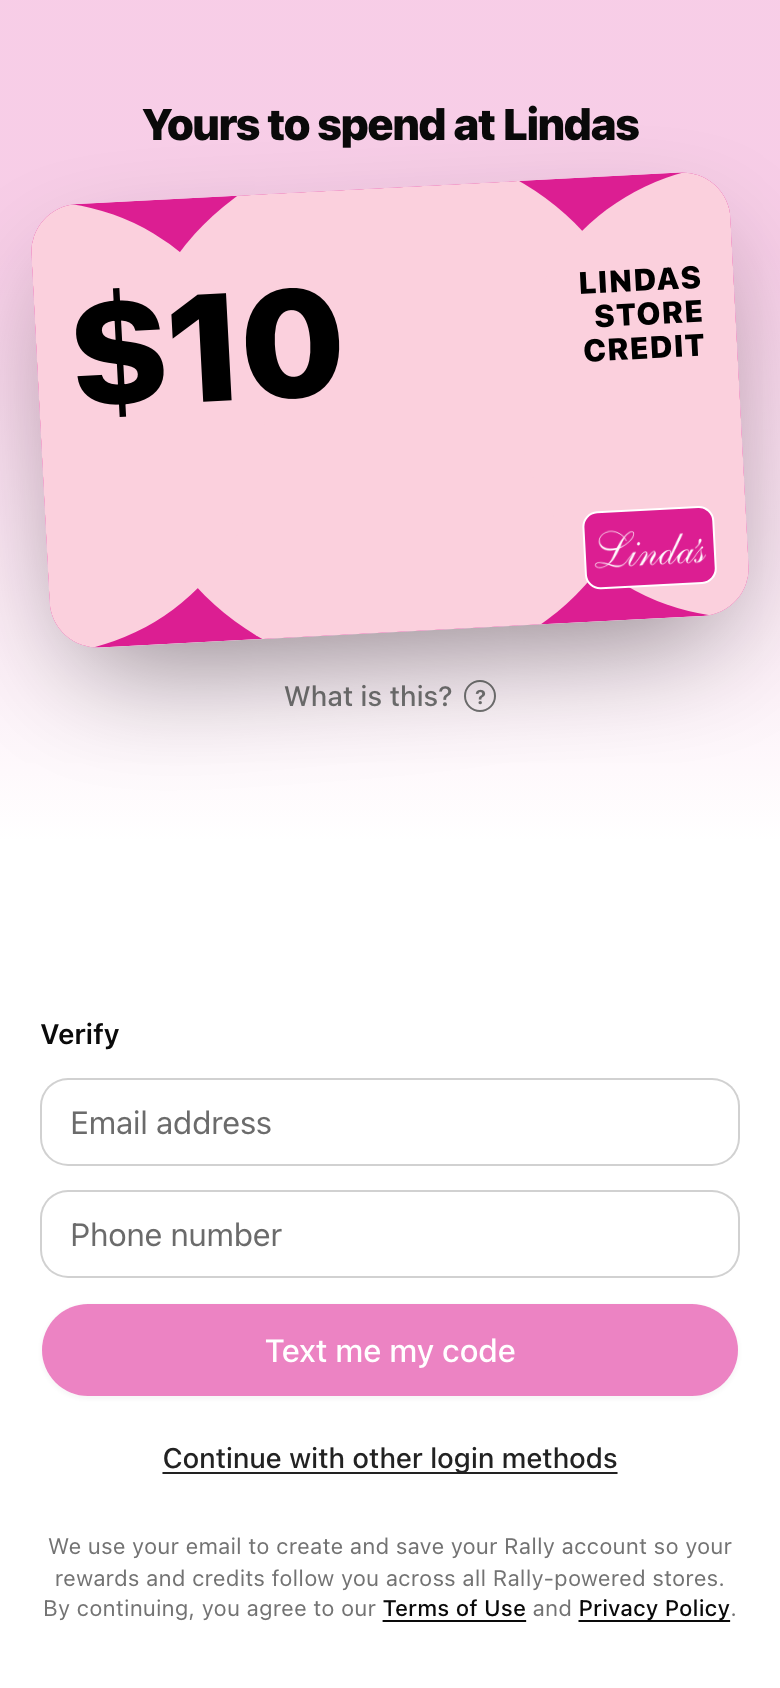 Yours to spend at Lindas
$10
LINDAS
STORE
CREDIT
Linda's
What is this? ?
Verify
Email address
Phone number
Text me my code
Continue with other login methods
We use your email to create and save your Rally account so your
rewards and credits follow you across all Rally-powered stores.
By continuing, you agree to our Terms of Use and Privacy Policy.